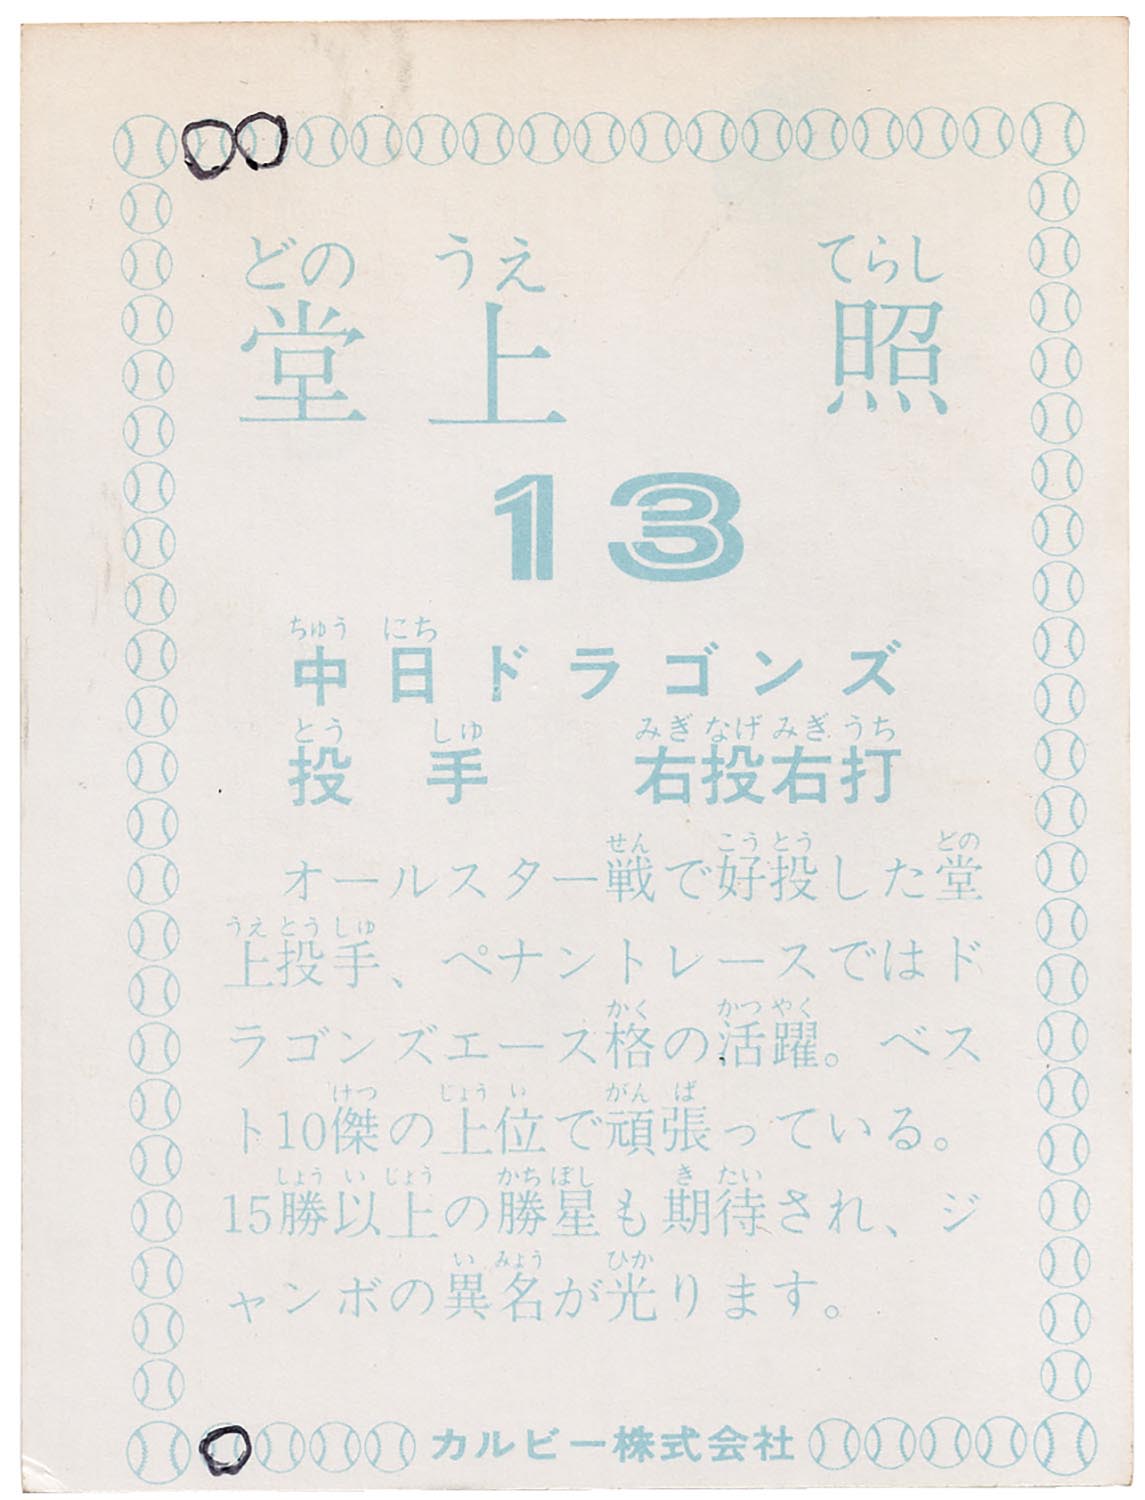 どの うえ てらし
堂上 照
13
ちゅう にち
中日ドラゴンズ
とう しゅ みぎ なげ みぎ うち
投手 右投右打
せん こうとう どの
オールスター戦で好投した堂
うえ とうしゅ
上投手、ペナントレースではド
かく かつやく
ラゴンズエース格の活躍。ベス
けつ じょう い がん ば
ト10傑の上位で頑張っている。
しょう い じょう かち ぼし き たい
15勝以上の勝星も期待され、ジ
い みょう ひか
ャンボの異名が光ります。
カルビー株式会社